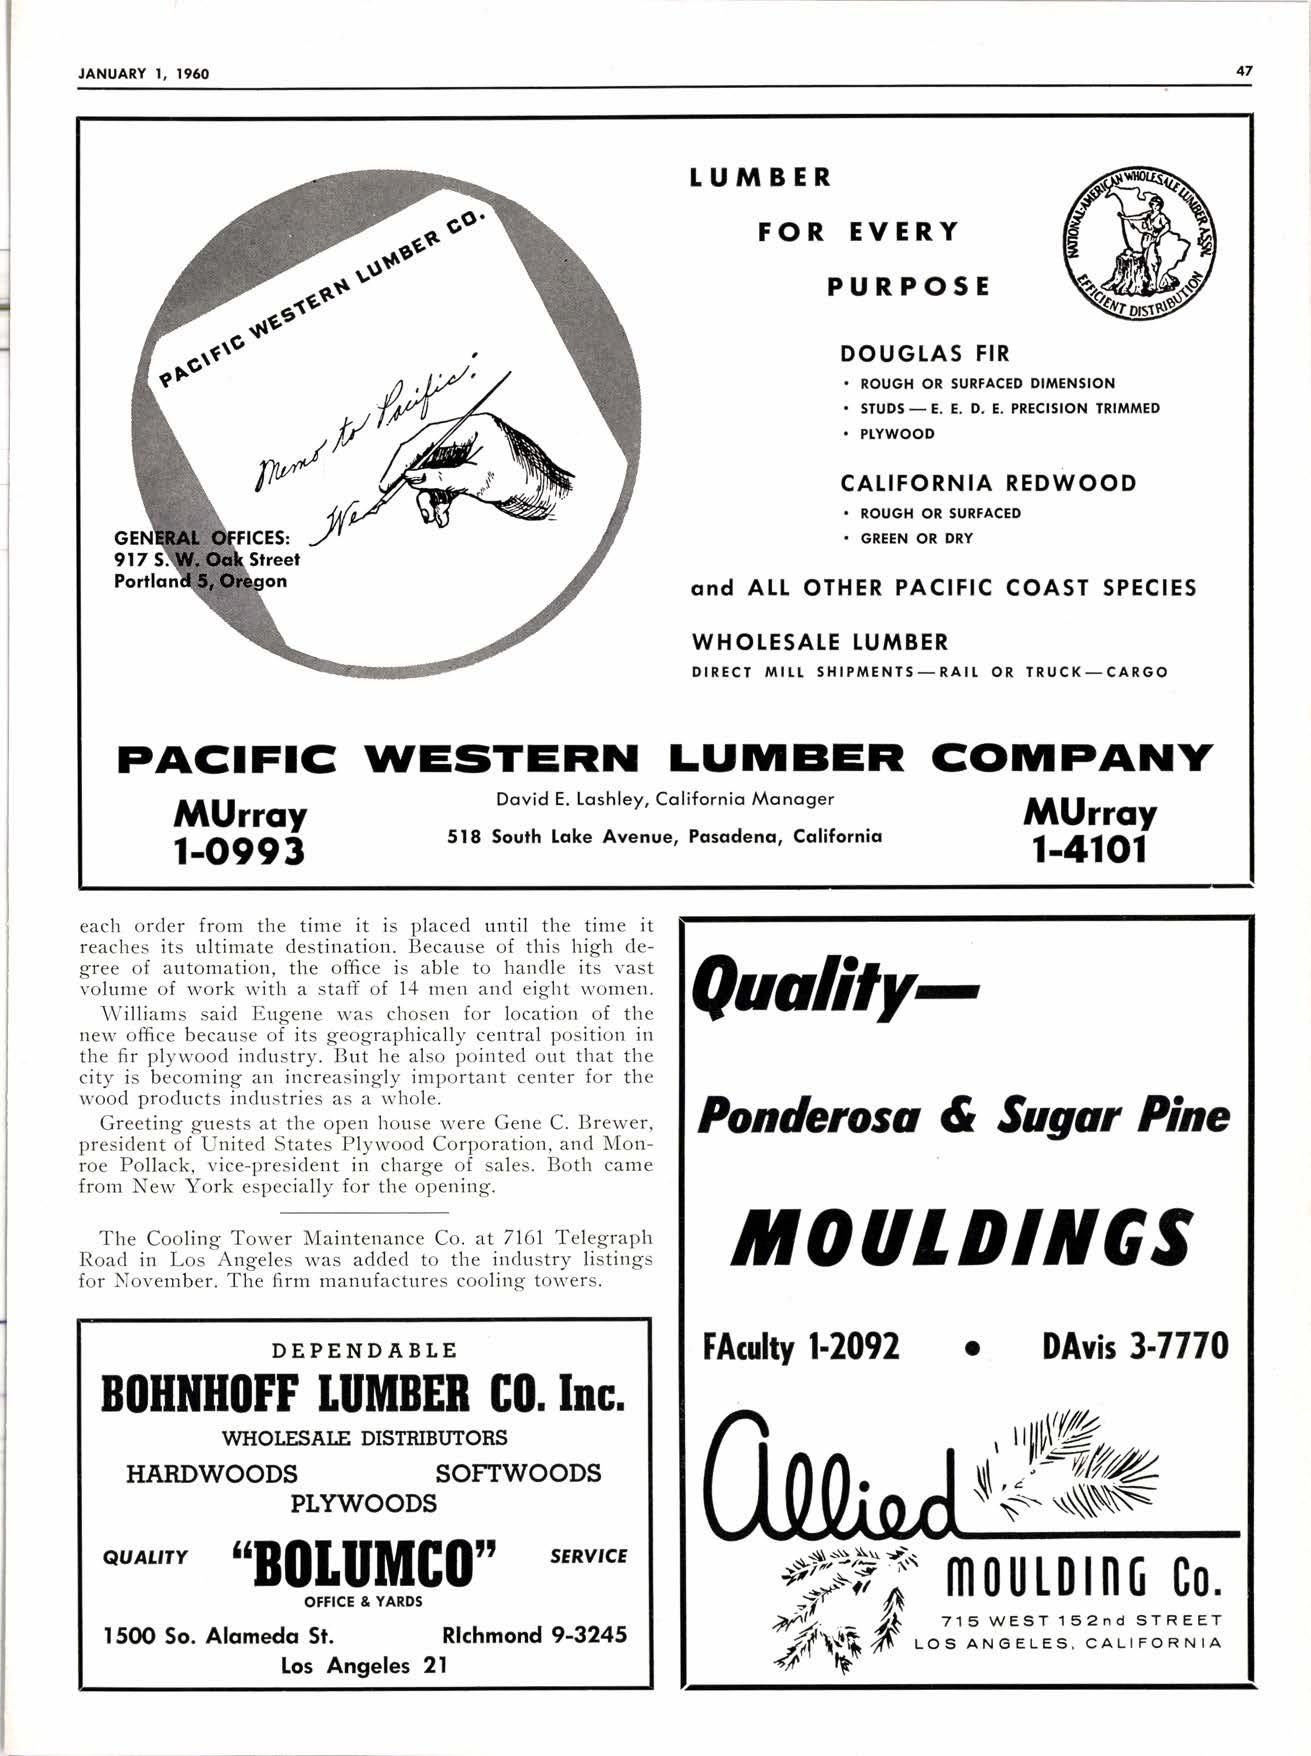 JANUARY 1, 1960
47
PACIFIC WESTERN LUMBER CO.
Memo to Pacific:
We
GENERAL OFFICES:
917 S. W. Oak Street
Portland 5, Oregon
LUMBER
FOR EVERY
PURPOSE
NATIONAL-AMERICAN WHOLESALE LUMBER ASSN.
EFFICIENT DISTRIBUTION
DOUGLAS FIR
• ROUGH OR SURFACED DIMENSION
• STUDS — E. E. D. E. PRECISION TRIMMED
• PLYWOOD
CALIFORNIA REDWOOD
• ROUGH OR SURFACED
• GREEN OR DRY
and ALL OTHER PACIFIC COAST SPECIES
WHOLESALE LUMBER
DIRECT MILL SHIPMENTS—RAIL OR TRUCK—CARGO
PACIFIC WESTERN LUMBER COMPANY
MUrray
1-0993
David E. Lashley, California Manager
518 South Lake Avenue, Pasadena, California
MUrray
1-4101
each order from the time it is placed until the time it
reaches its ultimate destination. Because of this high de-
gree of automation, the office is able to handle its vast
volume of work with a staff of 14 men and eight women.
Williams said Eugene was chosen for location of the
new office because of its geographically central position in
the fir plywood industry. But he also pointed out that the
city is becoming an increasingly important center for the
wood products industries as a whole.
Greeting guests at the open house were Gene C. Brewer,
president of United States Plywood Corporation, and Mon-
roe Pollack, vice-president in charge of sales. Both came
from New York especially for the opening.
The Cooling Tower Maintenance Co. at 7161 Telegraph
Road in Los Angeles was added to the industry listings
for November. The firm manufactures cooling towers.
DEPENDABLE
BOHNHOFF LUMBER CO. Inc.
WHOLESALE DISTRIBUTORS
HARDWOODS SOFTWOODS
PLYWOODS
QUALITY "BOLUMCO" SERVICE
OFFICE & YARDS
1500 So. Alameda St. RIchmond 9-3245
Los Angeles 21
Quality—
Ponderosa & Sugar Pine
MOULDINGS
FAculty 1-2092 • DAvis 3-7770
Allied
MOULDING Co.
715 WEST 152nd STREET
LOS ANGELES, CALIFORNIA